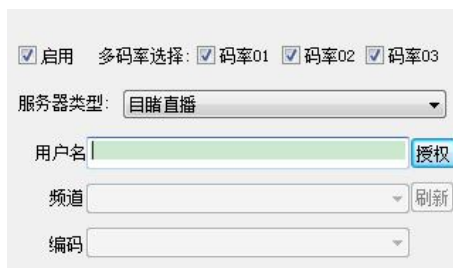 启用 多码率选择: 码率01 码率02 码率03
服务器类型: 目睹直播
用户名 授权
频道 刷新
编码